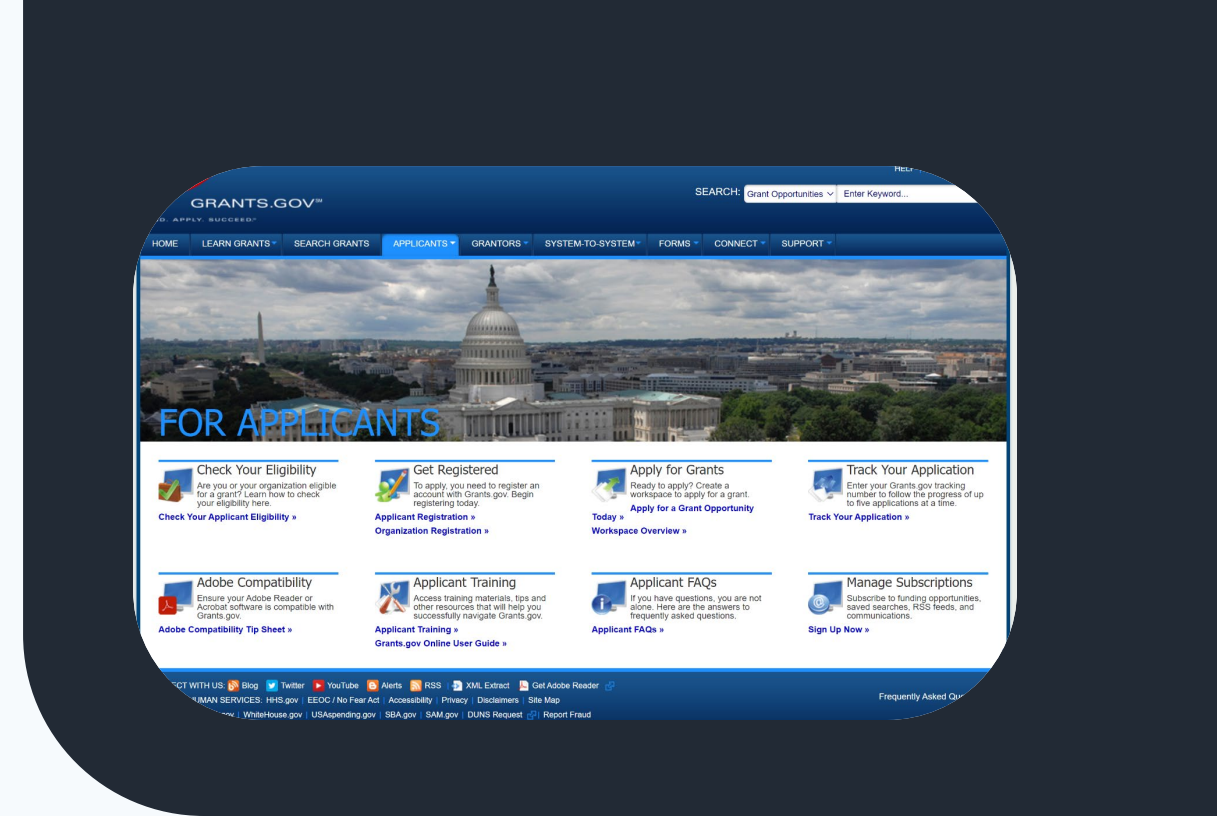 HELP
GRANTS.GOV℠
SEARCH: Grant Opportunities Enter Keyword...
APPLY. SUCCEED.℠
HOME LEARN GRANTS SEARCH GRANTS APPLICANTS GRANTORS SYSTEM-TO-SYSTEM FORMS CONNECT SUPPORT
FOR APPLICANTS
Check Your Eligibility
Are you or your organization eligible
for a grant? Learn how to check
your eligibility here.
Check Your Applicant Eligibility »
Get Registered
To apply, you need to register an
account with Grants.gov. Begin
registering today.
Applicant Registration »
Organization Registration »
Apply for Grants
Ready to apply? Create a
workspace to apply for a grant.
Apply for a Grant Opportunity
Today »
Workspace Overview »
Track Your Application
Enter your Grants.gov tracking
number to follow the progress of up
to five applications at a time.
Track Your Application »
Adobe Compatibility
Ensure your Adobe Reader or
Acrobat software is compatible with
Grants.gov.
Adobe Compatibility Tip Sheet »
Applicant Training
Access training materials, tips and
other resources that will help you
successfully navigate Grants.gov.
Applicant Training »
Grants.gov Online User Guide »
Applicant FAQs
If you have questions, you are not
alone. Here are the answers to
frequently asked questions.
Applicant FAQs »
Manage Subscriptions
Subscribe to funding opportunities,
saved searches, RSS feeds, and
communications.
Sign Up Now »
WITH US: Blog Twitter YouTube Alerts RSS | XML Extract Get Adobe Reader
SERVICES: HHS.gov | EEOC / No Fear Act | Accessibility | Privacy | Disclaimers | Site Map
Frequently Asked
| WhiteHouse.gov | USAspending.gov | SBA.gov | SAM.gov | DUNS Request | Report Fraud